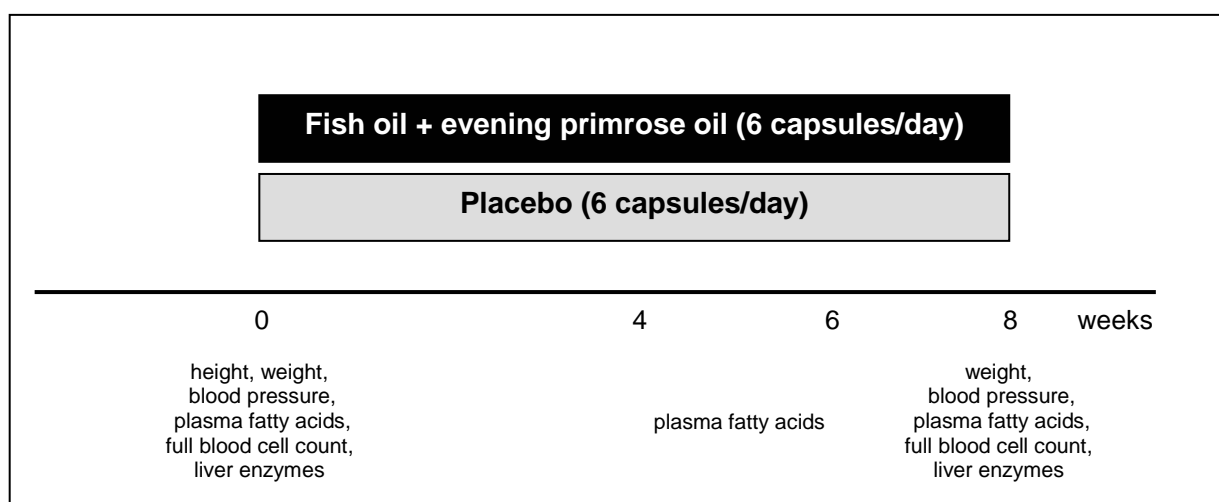 Fish oil + evening primrose oil (6 capsules/day)
Placebo (6 capsules/day)
0 4 6 8 weeks
height, weight,
blood pressure,
plasma fatty acids,
full blood cell count,
liver enzymes
plasma fatty acids
weight,
blood pressure,
plasma fatty acids,
full blood cell count,
liver enzymes